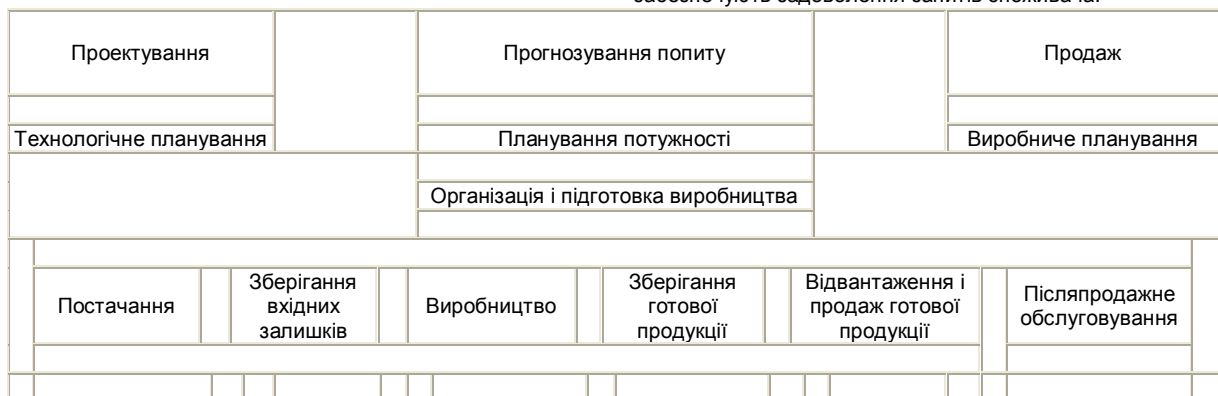 Проектування
Прогнозування попиту
Продаж
Технологічне планування
Планування потужності
Виробниче планування
Організація і підготовка виробництва
Постачання
Зберігання
вхідних
залишків
Виробництво
Зберігання
готової
продукції
Відвантаження і
продаж готової
продукції
Післяпродажне
обслуговування